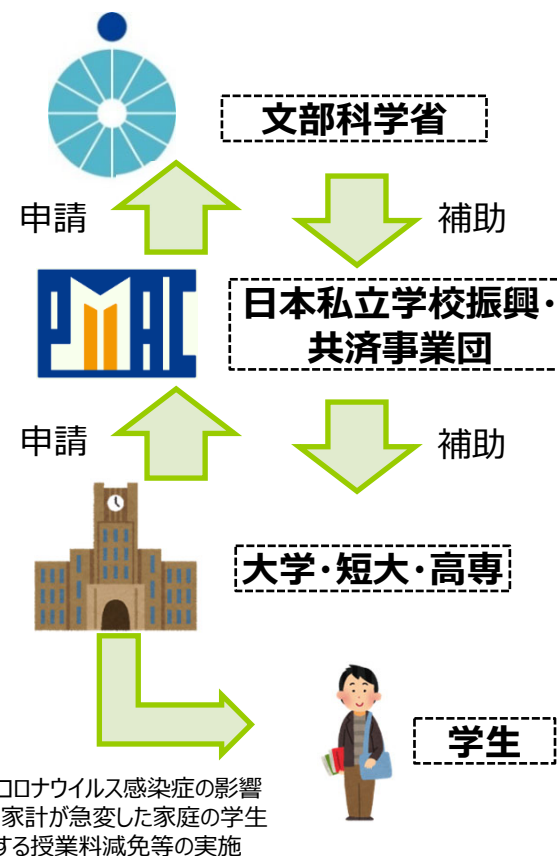 文部科学省
申請
補助
PMAC
日本私立学校振興・
共済事業団
申請
補助
大学・短大・高専
学生
コロナウイルス感染症の影響
家計が急変した家庭の学生
する授業料減免等の実施